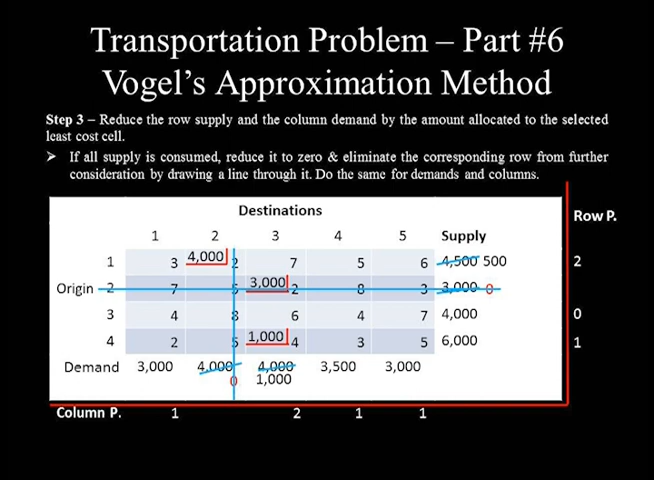 Transportation Problem – Part #6
Vogel's Approximation Method
Step 3 – Reduce the row supply and the column demand by the amount allocated to the selected
least cost cell.
➤ If all supply is consumed, reduce it to zero & eliminate the corresponding row from further
consideration by drawing a line through it. Do the same for demands and columns.
Destinations Row P.
1 2 3 4 5 Supply
1 3 4,000 2 7 5 6 4,500 500 2
Origin 2 7 5 3,000 2 8 3 3,000 0
3 4 8 6 4 7 4,000 0
4 2 5 1,000 4 3 5 6,000 1
Demand 3,000 4,000 4,000 3,500 3,000
0 1,000
Column P. 1 2 1 1